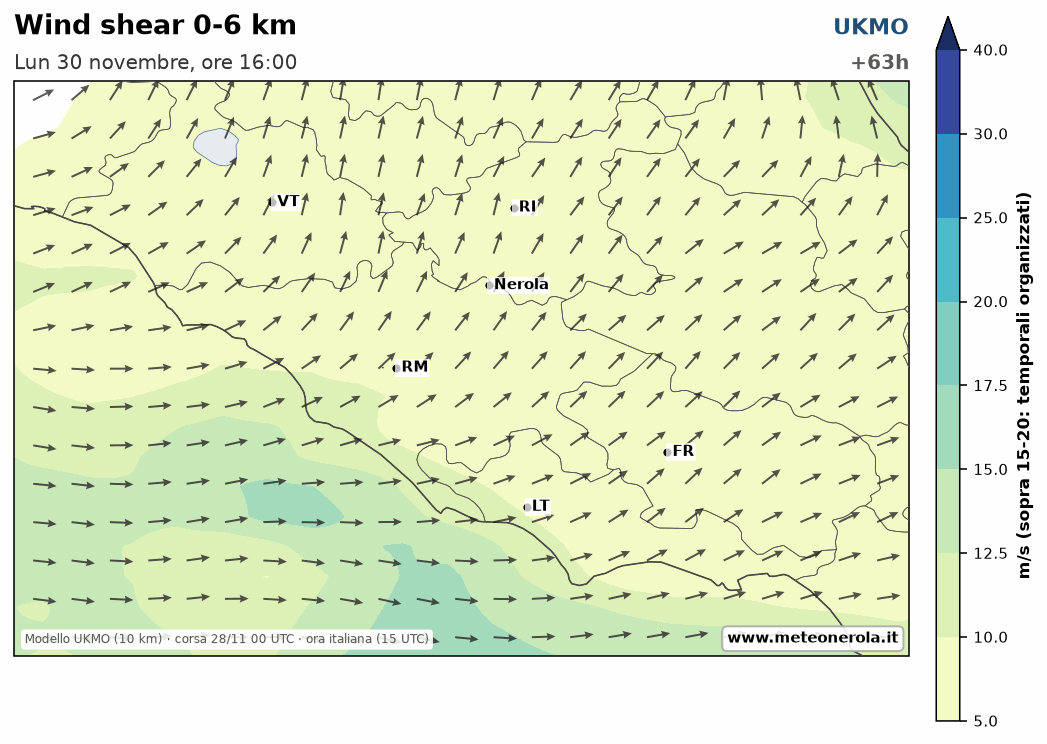 Wind shear 0-6 km
UKMO
Lun 30 novembre, ore 16:00
+63h
VT
RI
Nerola
RM
FR
LT
Modello UKMO (10 km) · corsa 28/11 00 UTC · ora italiana (15 UTC)
www.meteonerola.it
40.0
30.0
25.0
20.0
17.5
15.0
12.5
10.0
5.0
m/s (sopra 15-20: temporali organizzati)